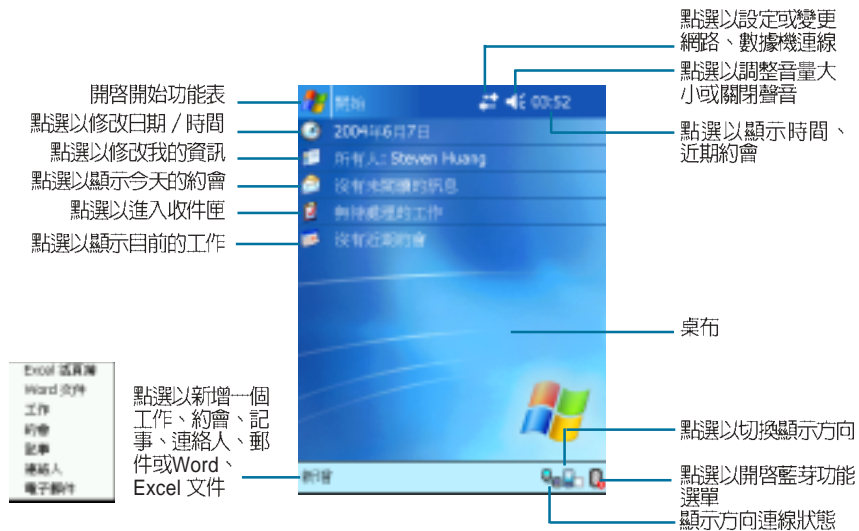 點選以設定或變更
網路、數據機連線
點選以調整音量大
小或關閉聲音
點選以顯示時間、
近期約會
開啓開始功能表
點選以修改日期/時間
點選以修改我的資訊
點選以顯示今天的約會
點選以進入收件匣
點選以顯示目前的工作
開始
03:52
2004年6月7日
所有人: Steven Huang
沒有未閱讀的訊息
無待處理的工作
沒有近期約會
桌布
Excel 活頁簿
Word 文件
工作
約會
記事
連絡人
電子郵件
點選以新增一個
工作、約會、記
事、連絡人、郵
件或Word、
Excel 文件
新增
點選以切換顯示方向
點選以開啓藍芽功能
選單
顯示方向連線狀態